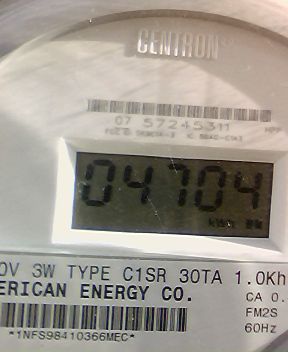 CENTRON
07 57245311
04704
kWh
0V 3W TYPE C1SR 30TA 1.0Kh
ERICAN ENERGY CO.
CA 0.
FM2S
60Hz
*1NFS98410366MEC*